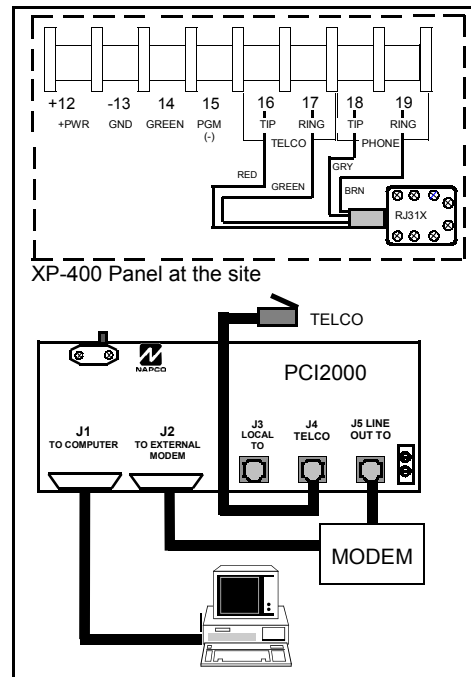 +12 -13 14 15 16 17 18 19
+PWR GND GREEN PGM TIP RING TIP RING
(-)
TELCO PHONE
RED
GREEN
GRY
BRN
RJ31X
XP-400 Panel at the site
TELCO
NAPCO
PCI2000
J1
TO COMPUTER
J2
TO EXTERNAL
MODEM
J3
LOCAL
TO
J4
TELCO
J5 LINE
OUT TO
MODEM